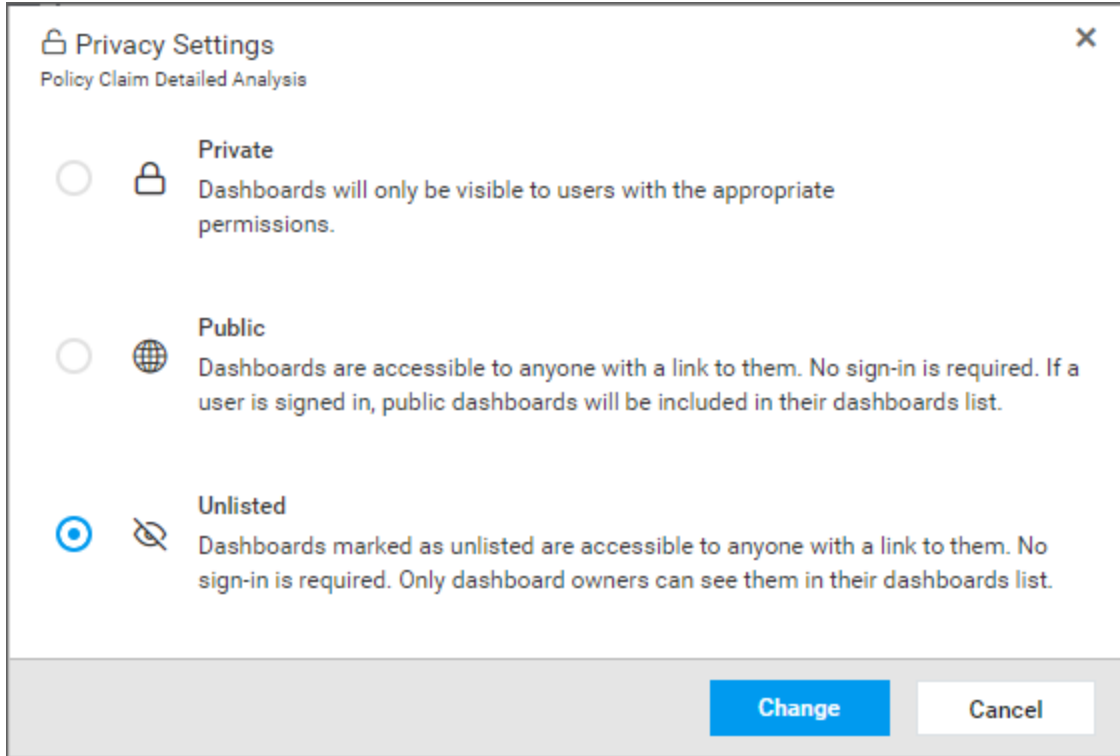 Privacy Settings
Policy Claim Detailed Analysis
Private
Dashboards will only be visible to users with the appropriate
permissions.
Public
Dashboards are accessible to anyone with a link to them. No sign-in is required. If a
user is signed in, public dashboards will be included in their dashboards list.
Unlisted
Dashboards marked as unlisted are accessible to anyone with a link to them. No
sign-in is required. Only dashboard owners can see them in their dashboards list.
Change
Cancel